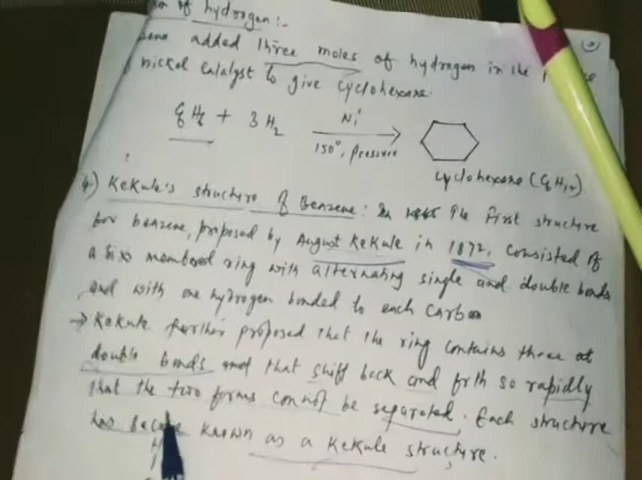 of hydrogen :-
added three moles of hydrogen in the
nickel catalyst to give cyclohexane.
C6H6 + 3H2 Ni 150°, pressure
cyclohexane (C6H12)
4.) Kekule's structure of Benzene : In 1865 The first structure
for benzene, proposed by August Kekule in 1872, consisted of
a six membered ring with alternating single and double bonds
and with one hydrogen bonded to each carbon
→ Kekule further proposed that the ring contains three at
double bonds and that shift back and forth so rapidly
that the two forms cannot be separated. Each structure
has become known as a Kekule structure.
H